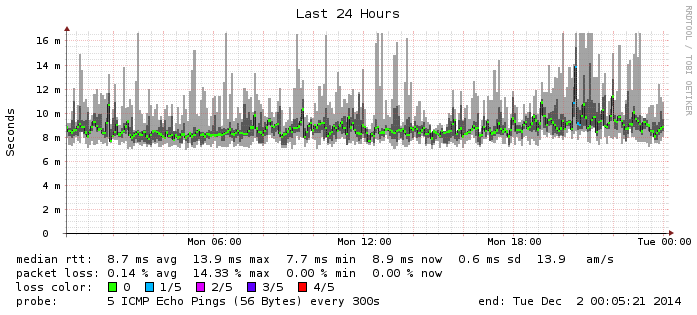 Last 24 Hours
RRDTOOL / TOBI OETIKER
Seconds
16 m
14 m
12 m
10 m
8 m
6 m
4 m
2 m
0
Mon 06:00 Mon 12:00 Mon 18:00 Tue 00:00
median rtt: 8.7 ms avg 13.9 ms max 7.7 ms min 8.9 ms now 0.6 ms sd 13.9 am/s
packet loss: 0.14 % avg 14.33 % max 0.00 % min 0.00 % now
loss color: 0 1/5 2/5 3/5 4/5
probe: 5 ICMP Echo Pings (56 Bytes) every 300s end: Tue Dec 2 00:05:21 2014